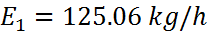 E₁ = 125.06 kg/h